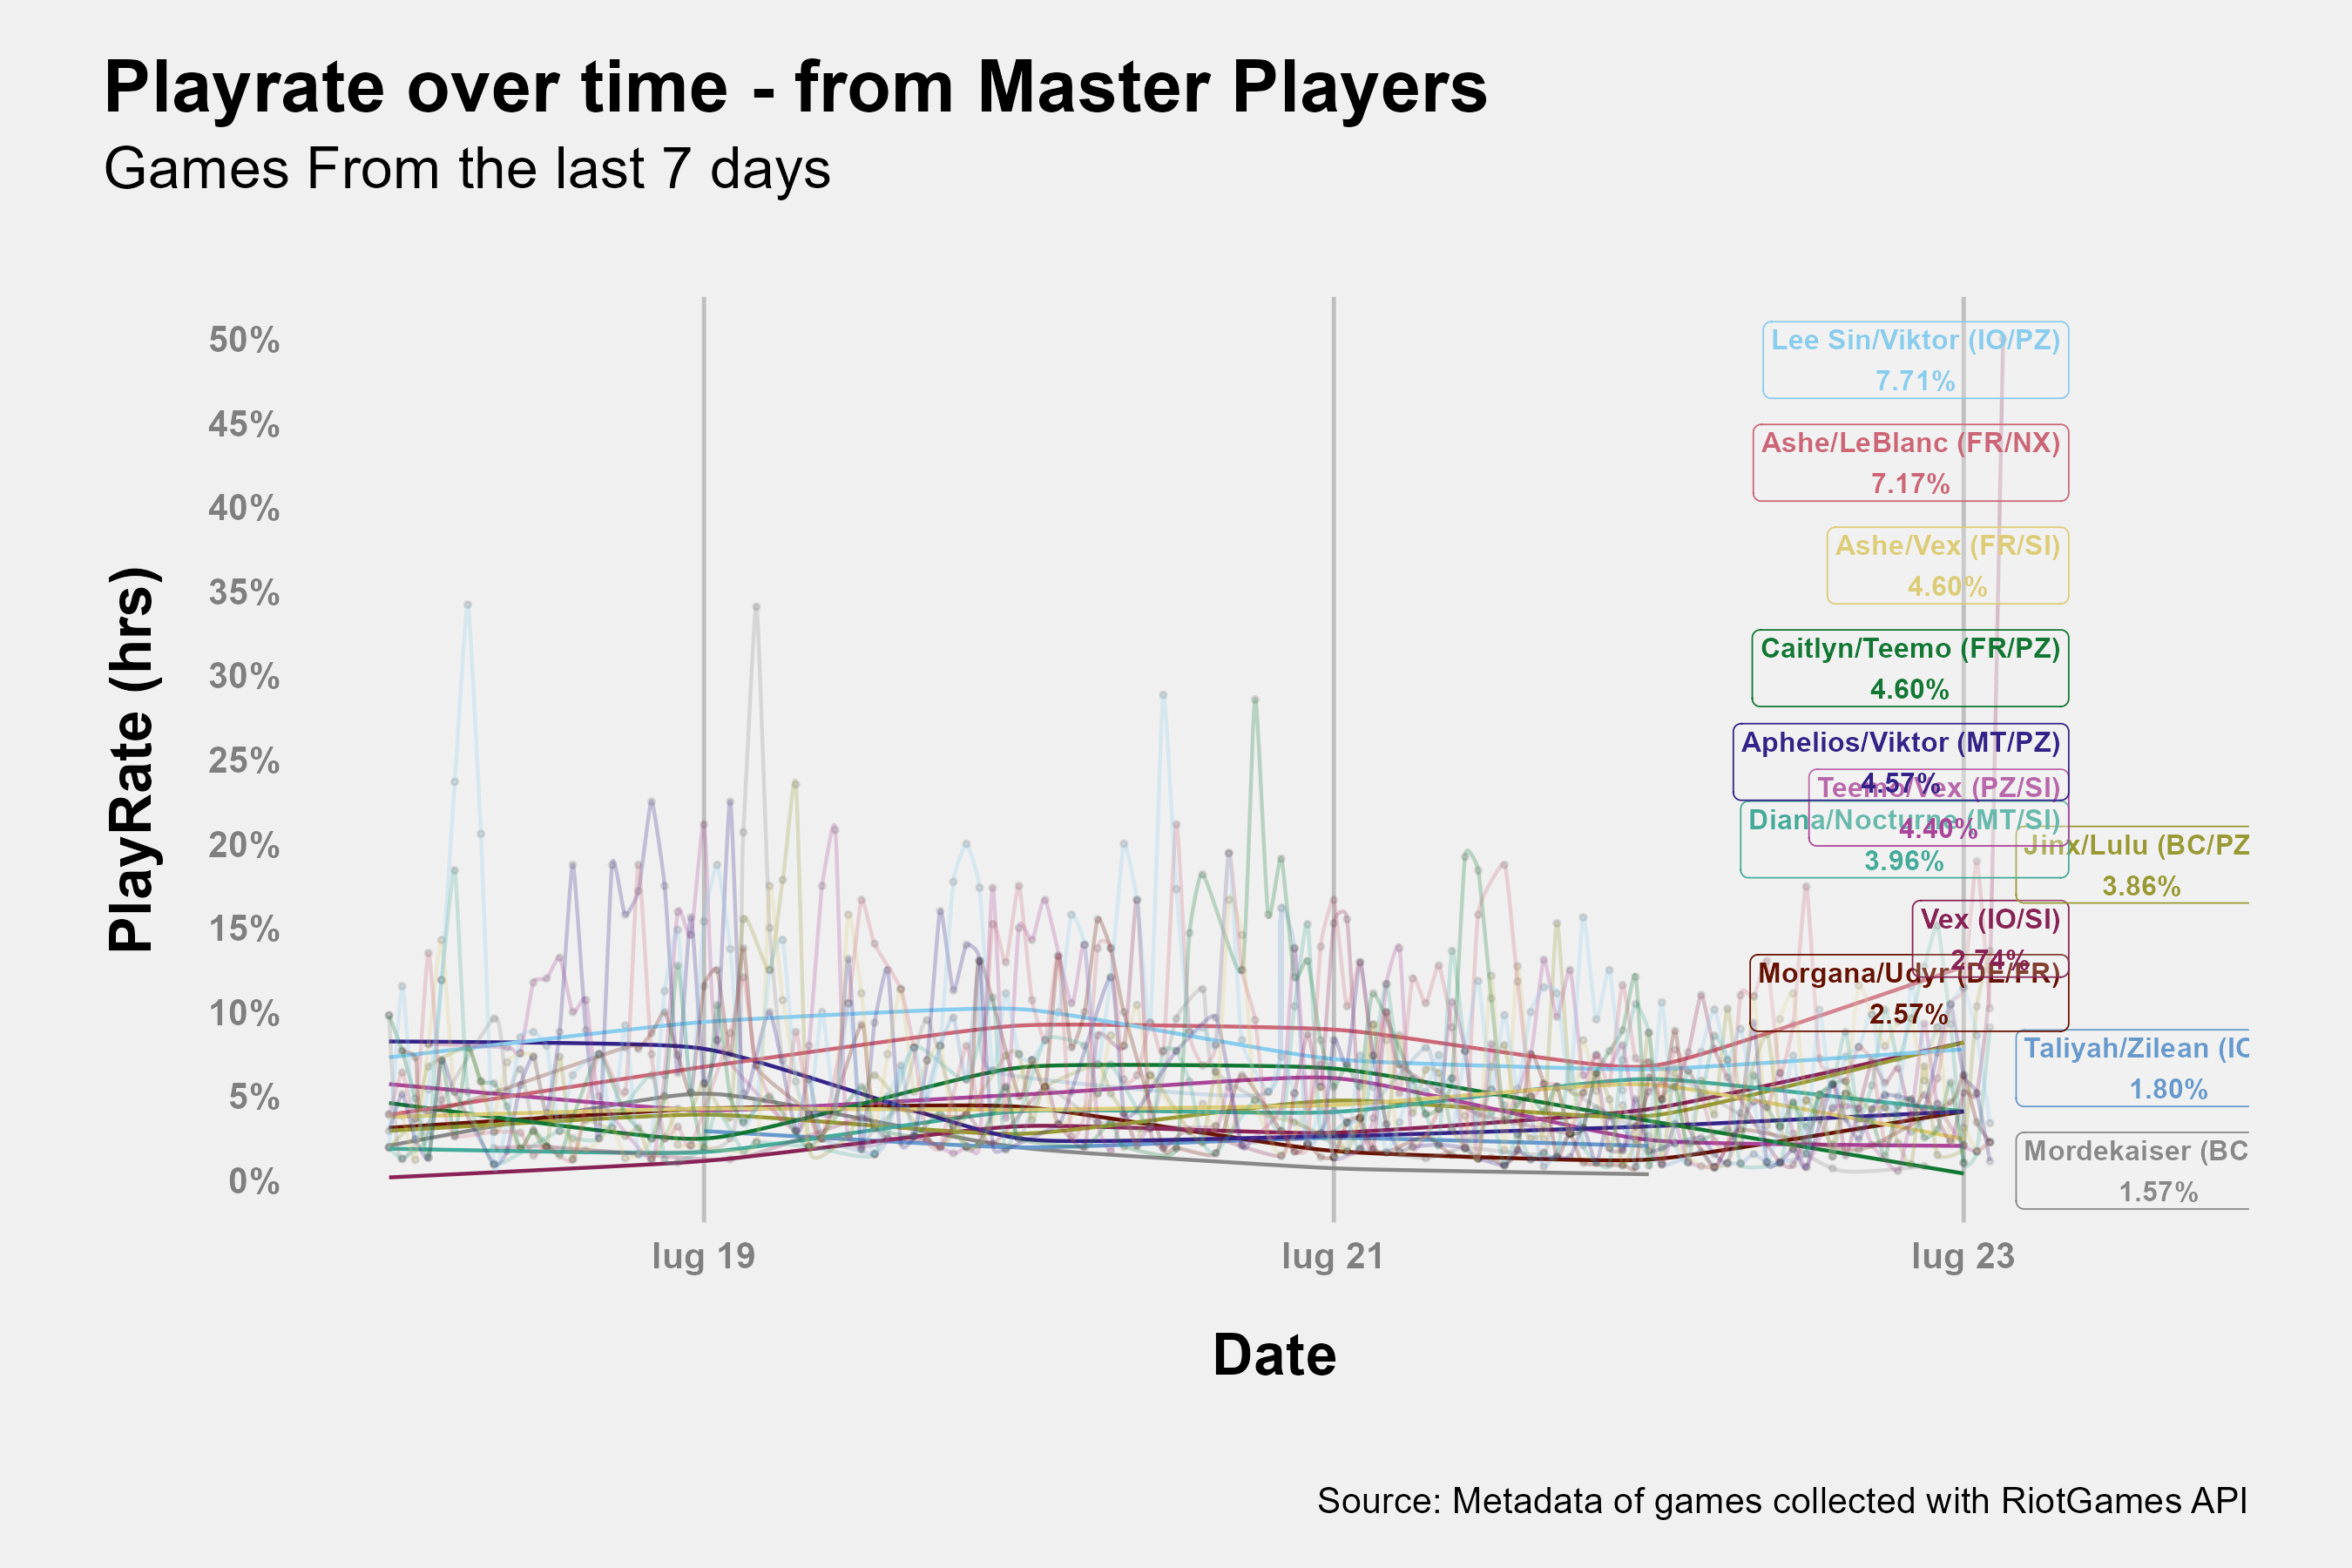 Playrate over time - from Master Players
Games From the last 7 days
PlayRate (hrs)
50%
45%
40%
35%
30%
25%
20%
15%
10%
5%
0%
Lee Sin/Viktor (IO/PZ)
7.71%
Ashe/LeBlanc (FR/NX)
7.17%
Ashe/Vex (FR/SI)
4.60%
Caitlyn/Teemo (FR/PZ)
4.60%
Aphelios/Viktor (MT/PZ)
4.57%
Teemo/Vex (PZ/SI)
4.40%
Diana/Nocturne (MT/SI)
3.96%
Jinx/Lulu (BC/PZ
3.86%
Vex (IO/SI)
2.74%
Morgana/Udyr (DE/FR)
2.57%
Taliyah/Zilean (IO
1.80%
Mordekaiser (BC
1.57%
lug 19
lug 21
lug 23
Date
Source: Metadata of games collected with RiotGames API